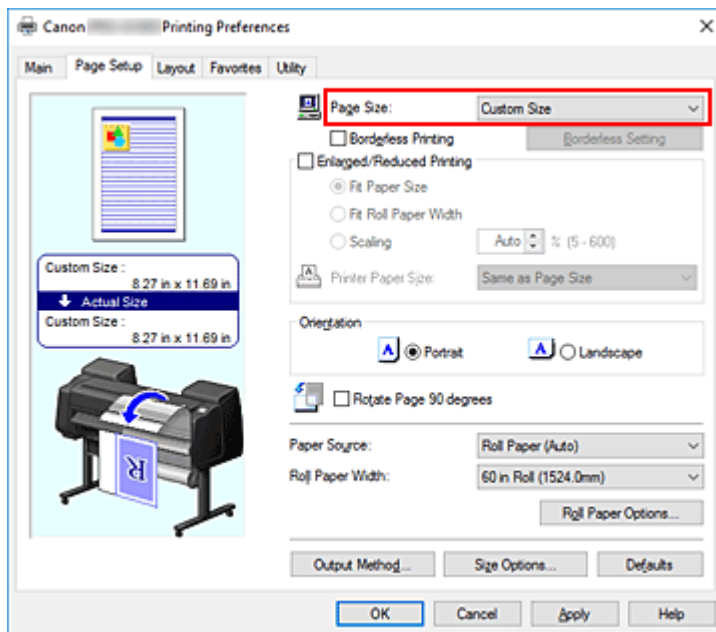 Canon Printing Preferences
Main Page Setup Layout Favorites Utility
Page Size: Custom Size
Borderless Printing Borderless Setting
Enlarged/Reduced Printing
Fit Paper Size
Fit Roll Paper Width
Scaling Auto % (5 - 600)
Printer Paper Size: Same as Page Size
Custom Size :
8.27 in x 11.69 in
Actual Size
Custom Size :
8.27 in x 11.69 in
Orientation
A Portrait A Landscape
Rotate Page 90 degrees
R
Paper Source: Roll Paper (Auto)
Roll Paper Width: 60 in Roll (1524.0mm)
Roll Paper Options...
Output Method... Size Options... Defaults
OK Cancel Apply Help